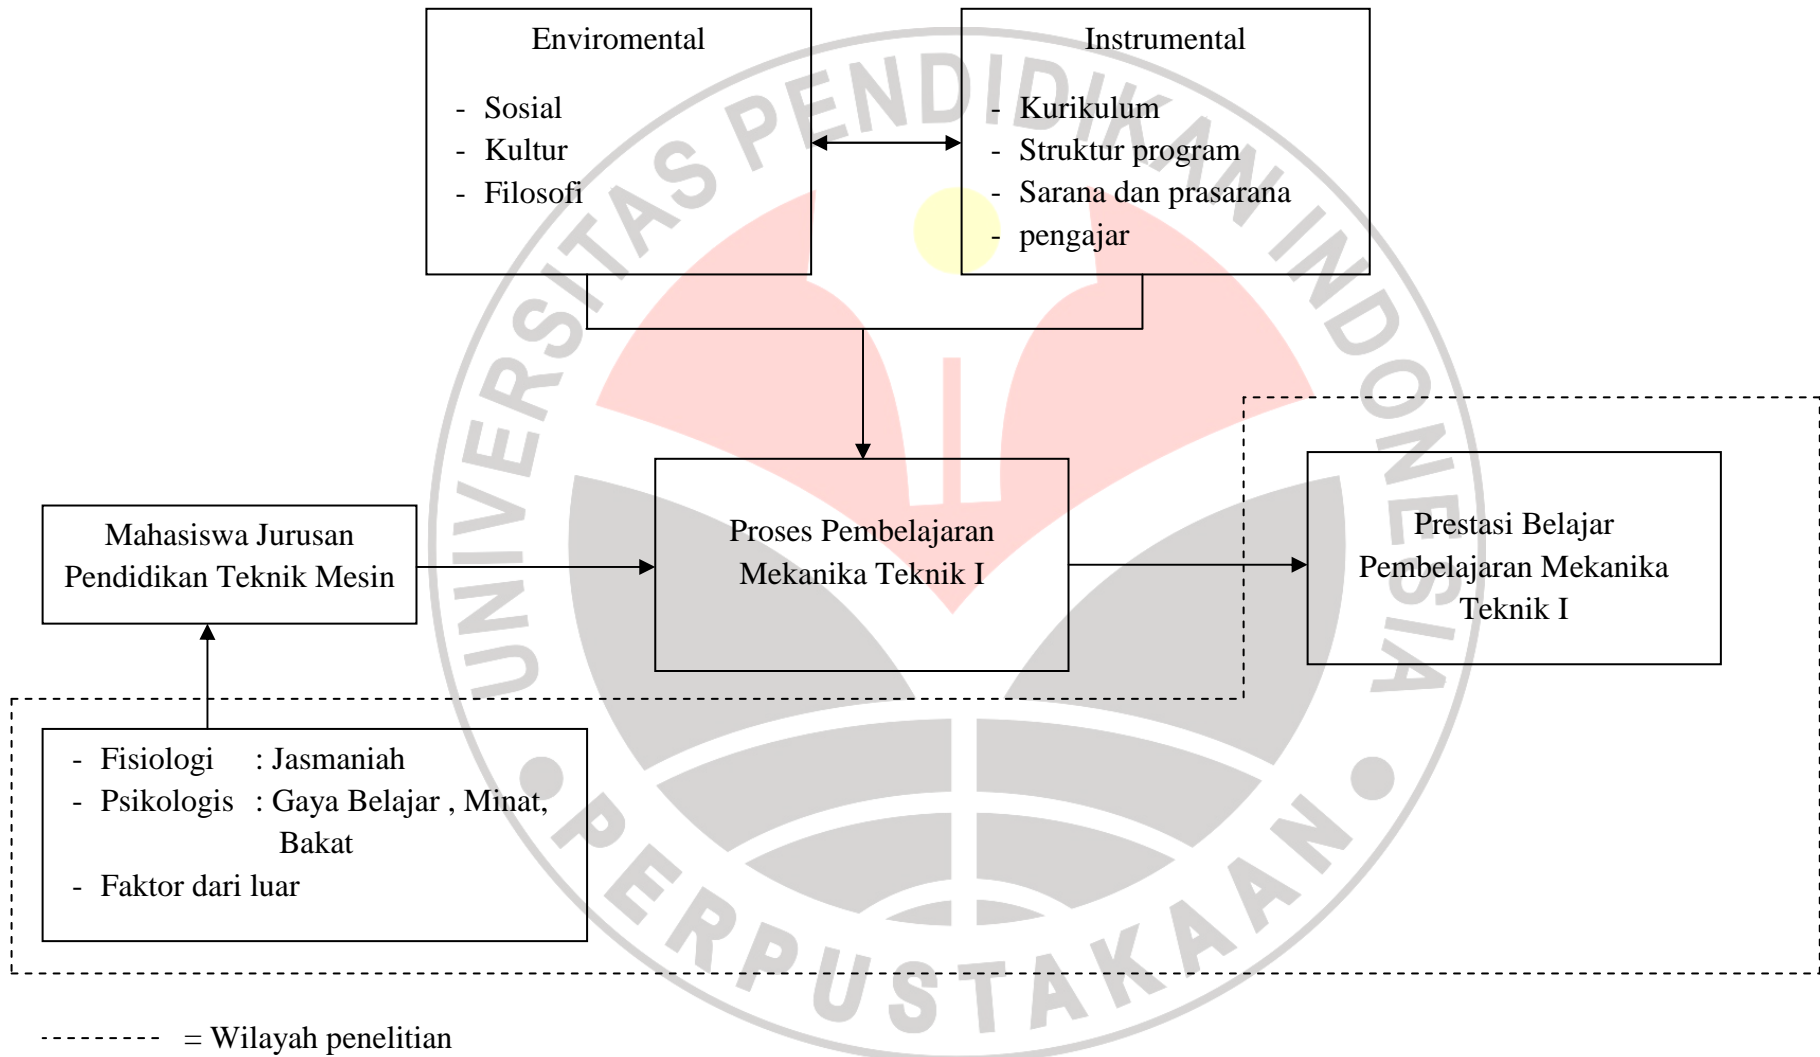 Enviromental
- Sosial
- Kultur
- Filosofi
Instrumental
- Kurikulum
- Struktur program
- Sarana dan prasarana
- pengajar
Mahasiswa Jurusan
Pendidikan Teknik Mesin
Proses Pembelajaran
Mekanika Teknik I
Prestasi Belajar
Pembelajaran Mekanika
Teknik I
- Fisiologi : Jasmaniah
- Psikologis : Gaya Belajar , Minat,
Bakat
- Faktor dari luar
= Wilayah penelitian
UNIVERSITAS PENDIDIKAN INDONESIA
PERPUSTAKAAN